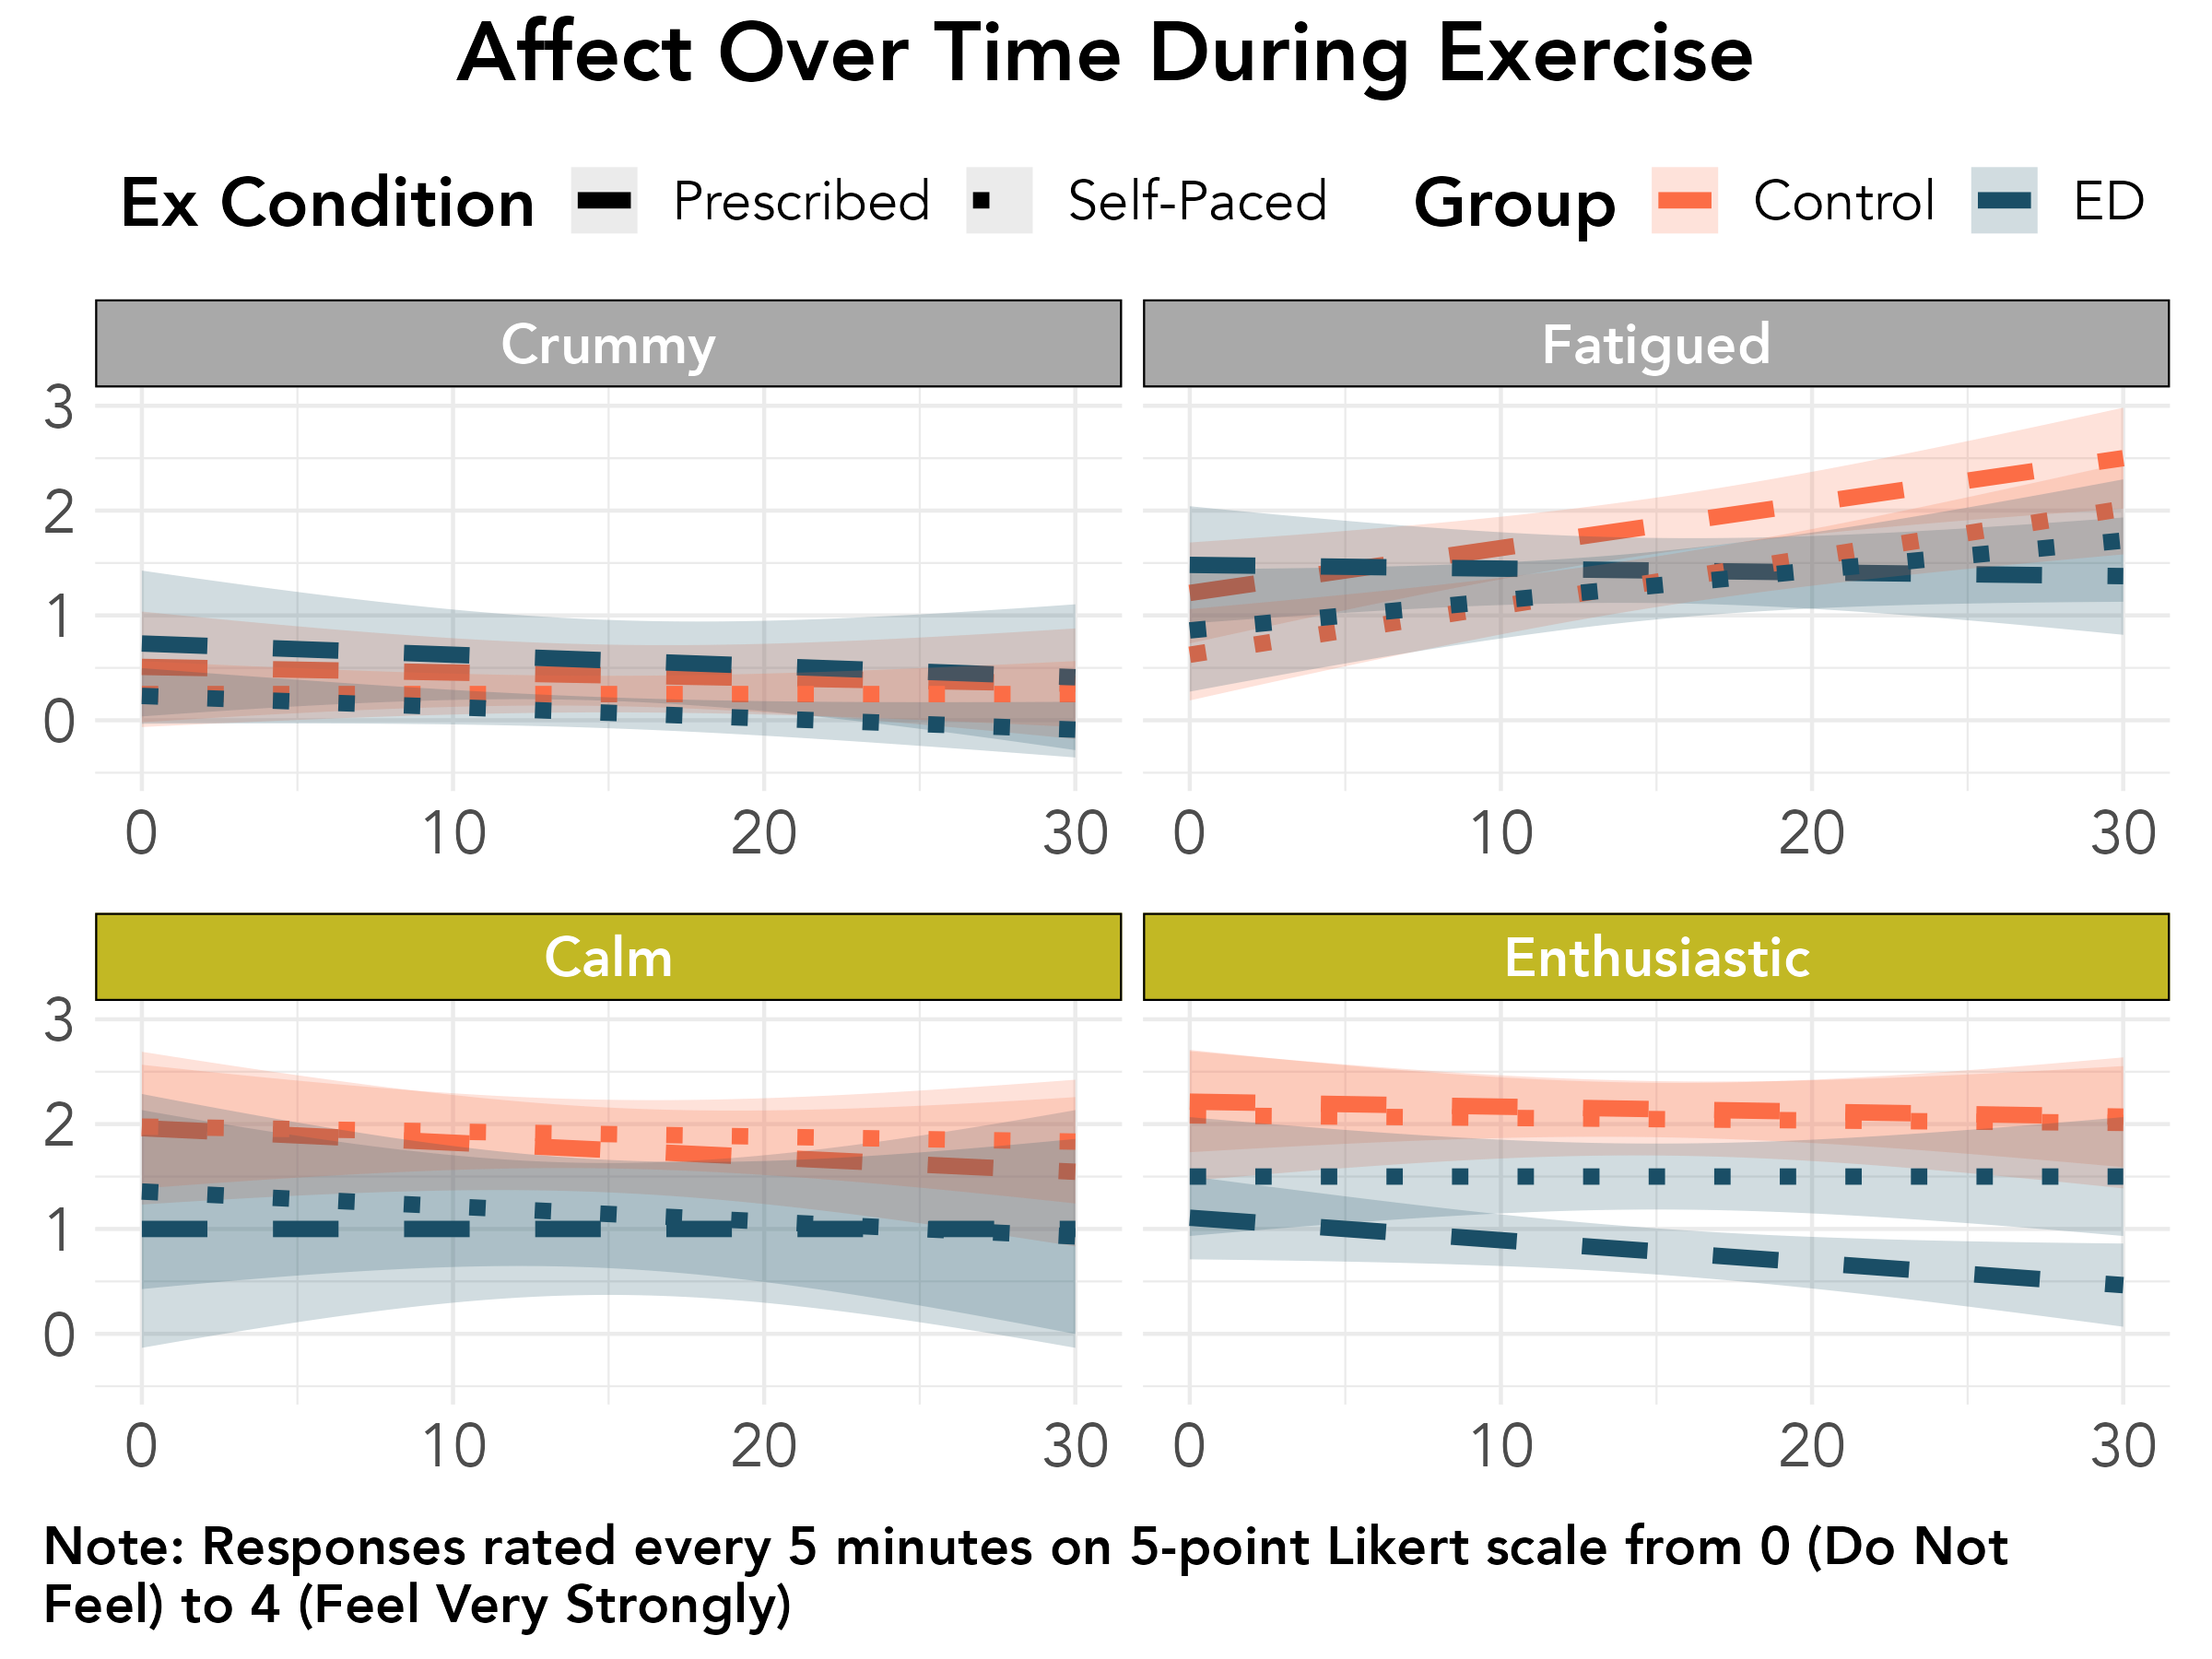 Affect Over Time During Exercise
Ex Condition Prescribed Self-Paced Group Control ED
Crummy Fatigued
3
2
1
0
0 10 20 30 0 10 20 30
Calm Enthusiastic
3
2
1
0
0 10 20 30 0 10 20 30
Note: Responses rated every 5 minutes on 5-point Likert scale from 0 (Do Not
Feel) to 4 (Feel Very Strongly)